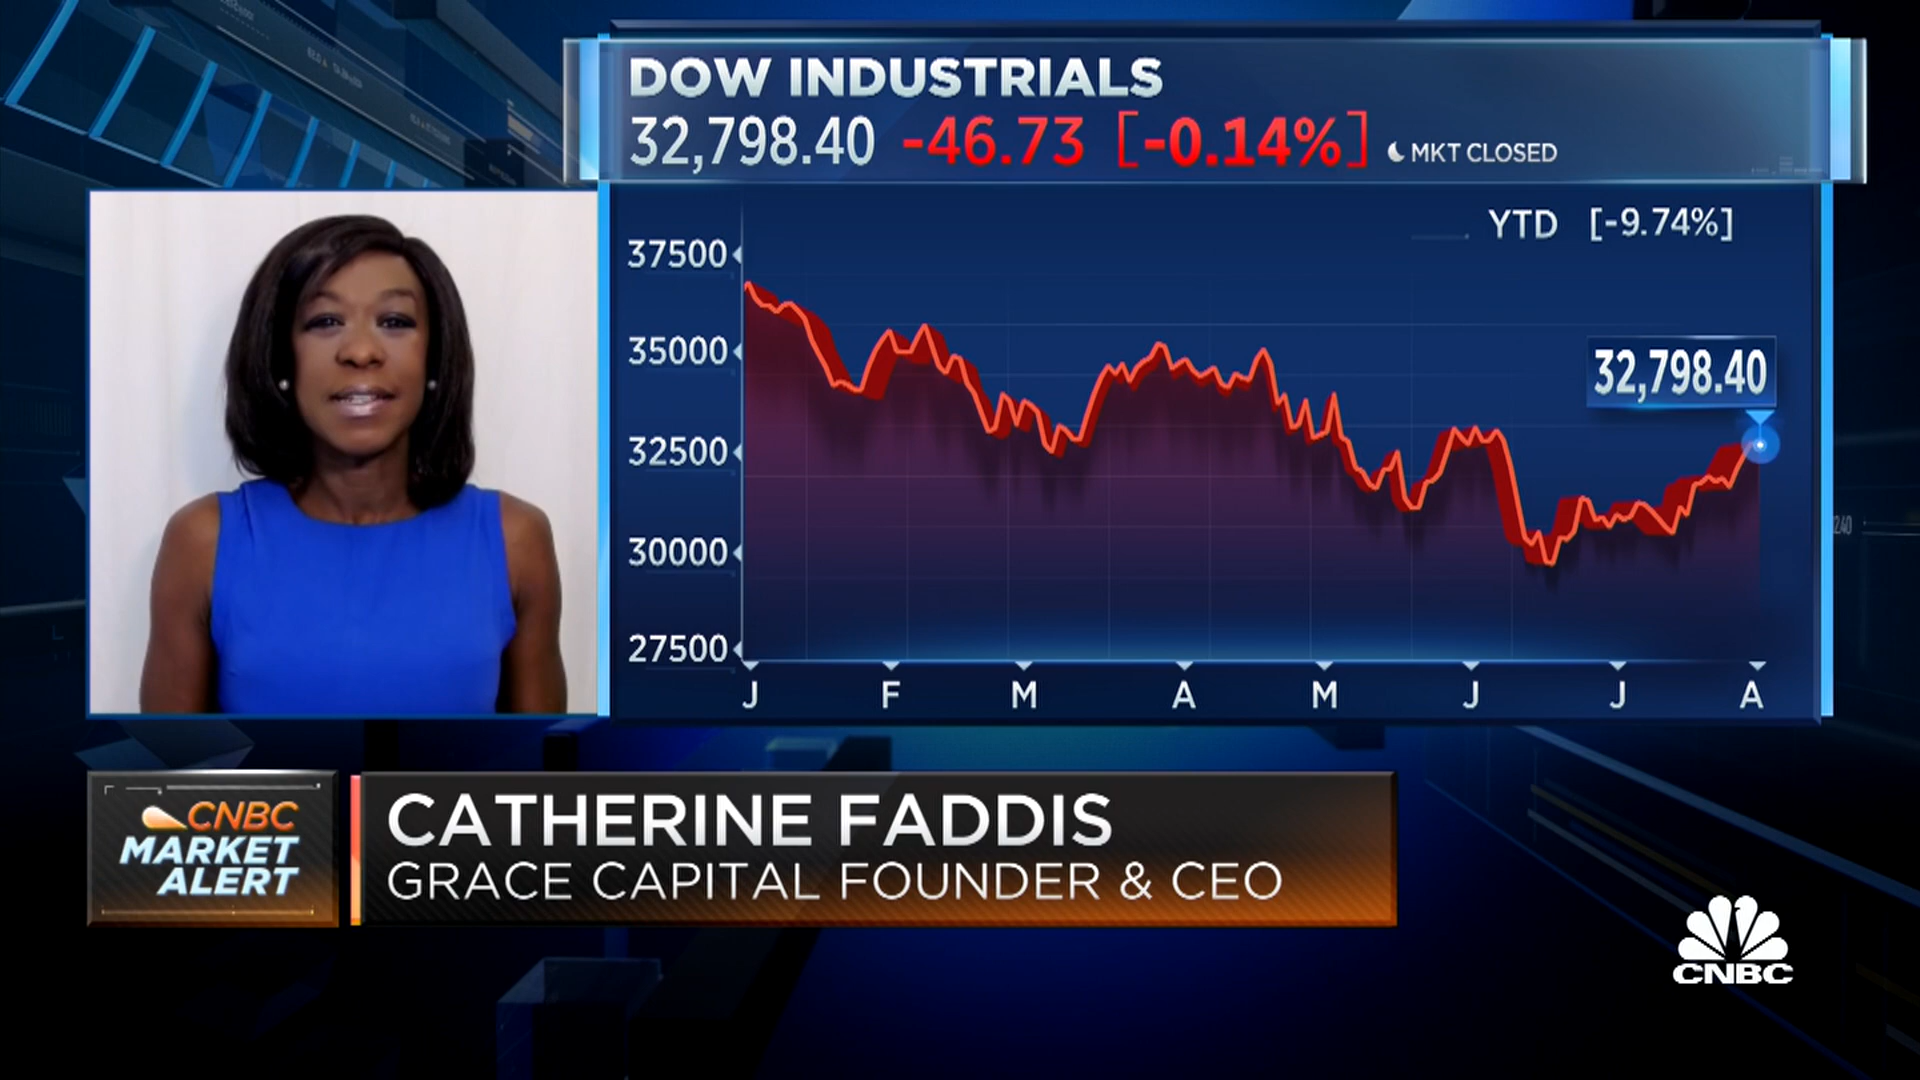 DOW INDUSTRIALS
32,798.40 -46.73 [-0.14%] MKT CLOSED
YTD [-9.74%]
37500
35000
32500
30000
27500
32,798.40
J F M A M J J A
CNBC
MARKET
ALERT
CATHERINE FADDIS
GRACE CAPITAL FOUNDER & CEO
CNBC